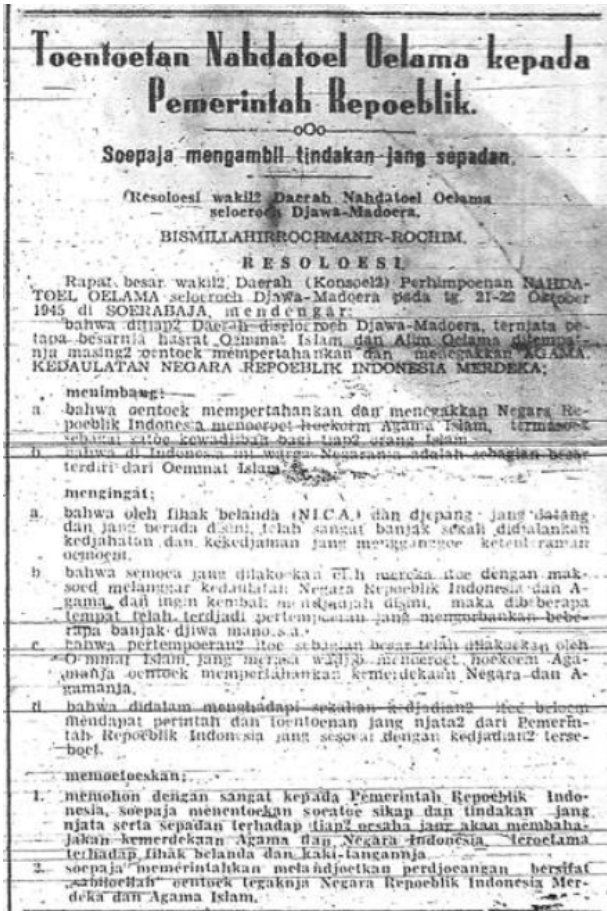 Toentoetan Nahdatoel Oelama kepada
Pemerintah Repoeblik.
oOo
Soepaja mengambil tindakan jang sepadan.
Resoloesi wakil2 Daerah Nahdatoel Oelama
seloeroeh Djawa-Madoera.
BISMILLAHIRROCHMANIR-ROCHIM.
RESOLOESI
Rapat besar wakil2 Daerah (Konsoel2) Perhimpoenan NAHDA-
TOEL OELAMA seloeroeh Djawa-Madoera pada tg. 21-22 October
1945 di SOERABAJA, mendengar:
bahwa ditiap2 Daerah diseloeroeh Djawa-Madoera, ternjata be-
tapa besarnja hasrat Oemmat Islam dan Alim Oelama ditempat-
nja masing2 oentoek mempertahankan dan menegakkan AGAMA,
KEDAULATAN NEGARA REPOEBLIK INDONESIA MERDEKA;
menimbang:
a. bahwa oentoek mempertahankan dan menegakkan Negara Re-
poeblik Indonesia menoeroet hoekoem Agama Islam, termasoek
sebagai satoe kewadjiban bagi tiap2 orang Islam
b. bahwa di Indonesia ini warga Negarania adalah sebagian besar
terdiri dari Oemmat Islam.
mengingat:
a. bahwa oleh fihak belanda (N.I.C.A.) dan djepang jang datang
dan jang berada disini telah sangat banjak sekali didjalankan
kedjahatan dan kekedjaman jang mengganggoe ketenteraman
oemoem.
b. bahwa semoea jang dilakoekan oleh mereka itoe dengan mak-
soed melanggar kedaulatan Negara Repoeblik Indonesia dan A-
gama, dan ingin kembali mendjadjah disini, maka dibeberapa
tempat telah terdjadi pertempoeran jang mengorbankan bebe-
rapa banjak djiwa
c. bahwa pertempoeran2 itoe sebagian besar telah dilakoekan oleh
Oemmat Islam jang merasa wadjib menoeroet hoekoem Aga-
manja oentoek mempertahankan kemerdekaan Negara dan A-
gamanja.
d. bahwa didalam menghadapi sekalian kedjadian2 itoe beloem
mendapat perintah dan toentoenan jang njata2 dari Pemerin-
tah Repoeblik Indonesia jang sesoeai dengan kedjadian2 terse-
boet.
memoetoeskan:
1. memohon dengan sangat kepada Pemerintah Repoeblik Indo-
nesia, soepaja menentoekan soeatoe sikap dan tindakan jang
njata serta sepadan terhadap tiap2 oesaha jang akan membaha-
jakan kemerdekaan Agama dan Negara Indonesia, teroetama
terhadap fihak belanda dan kaki-tangannja
2. soepaja memerintahkan melandjoetkan perdjoeangan bersifat
„sabiloellah" oentoek tegaknja Negara Repoeblik Indonesia Mer-
deka dan Agama Islam.